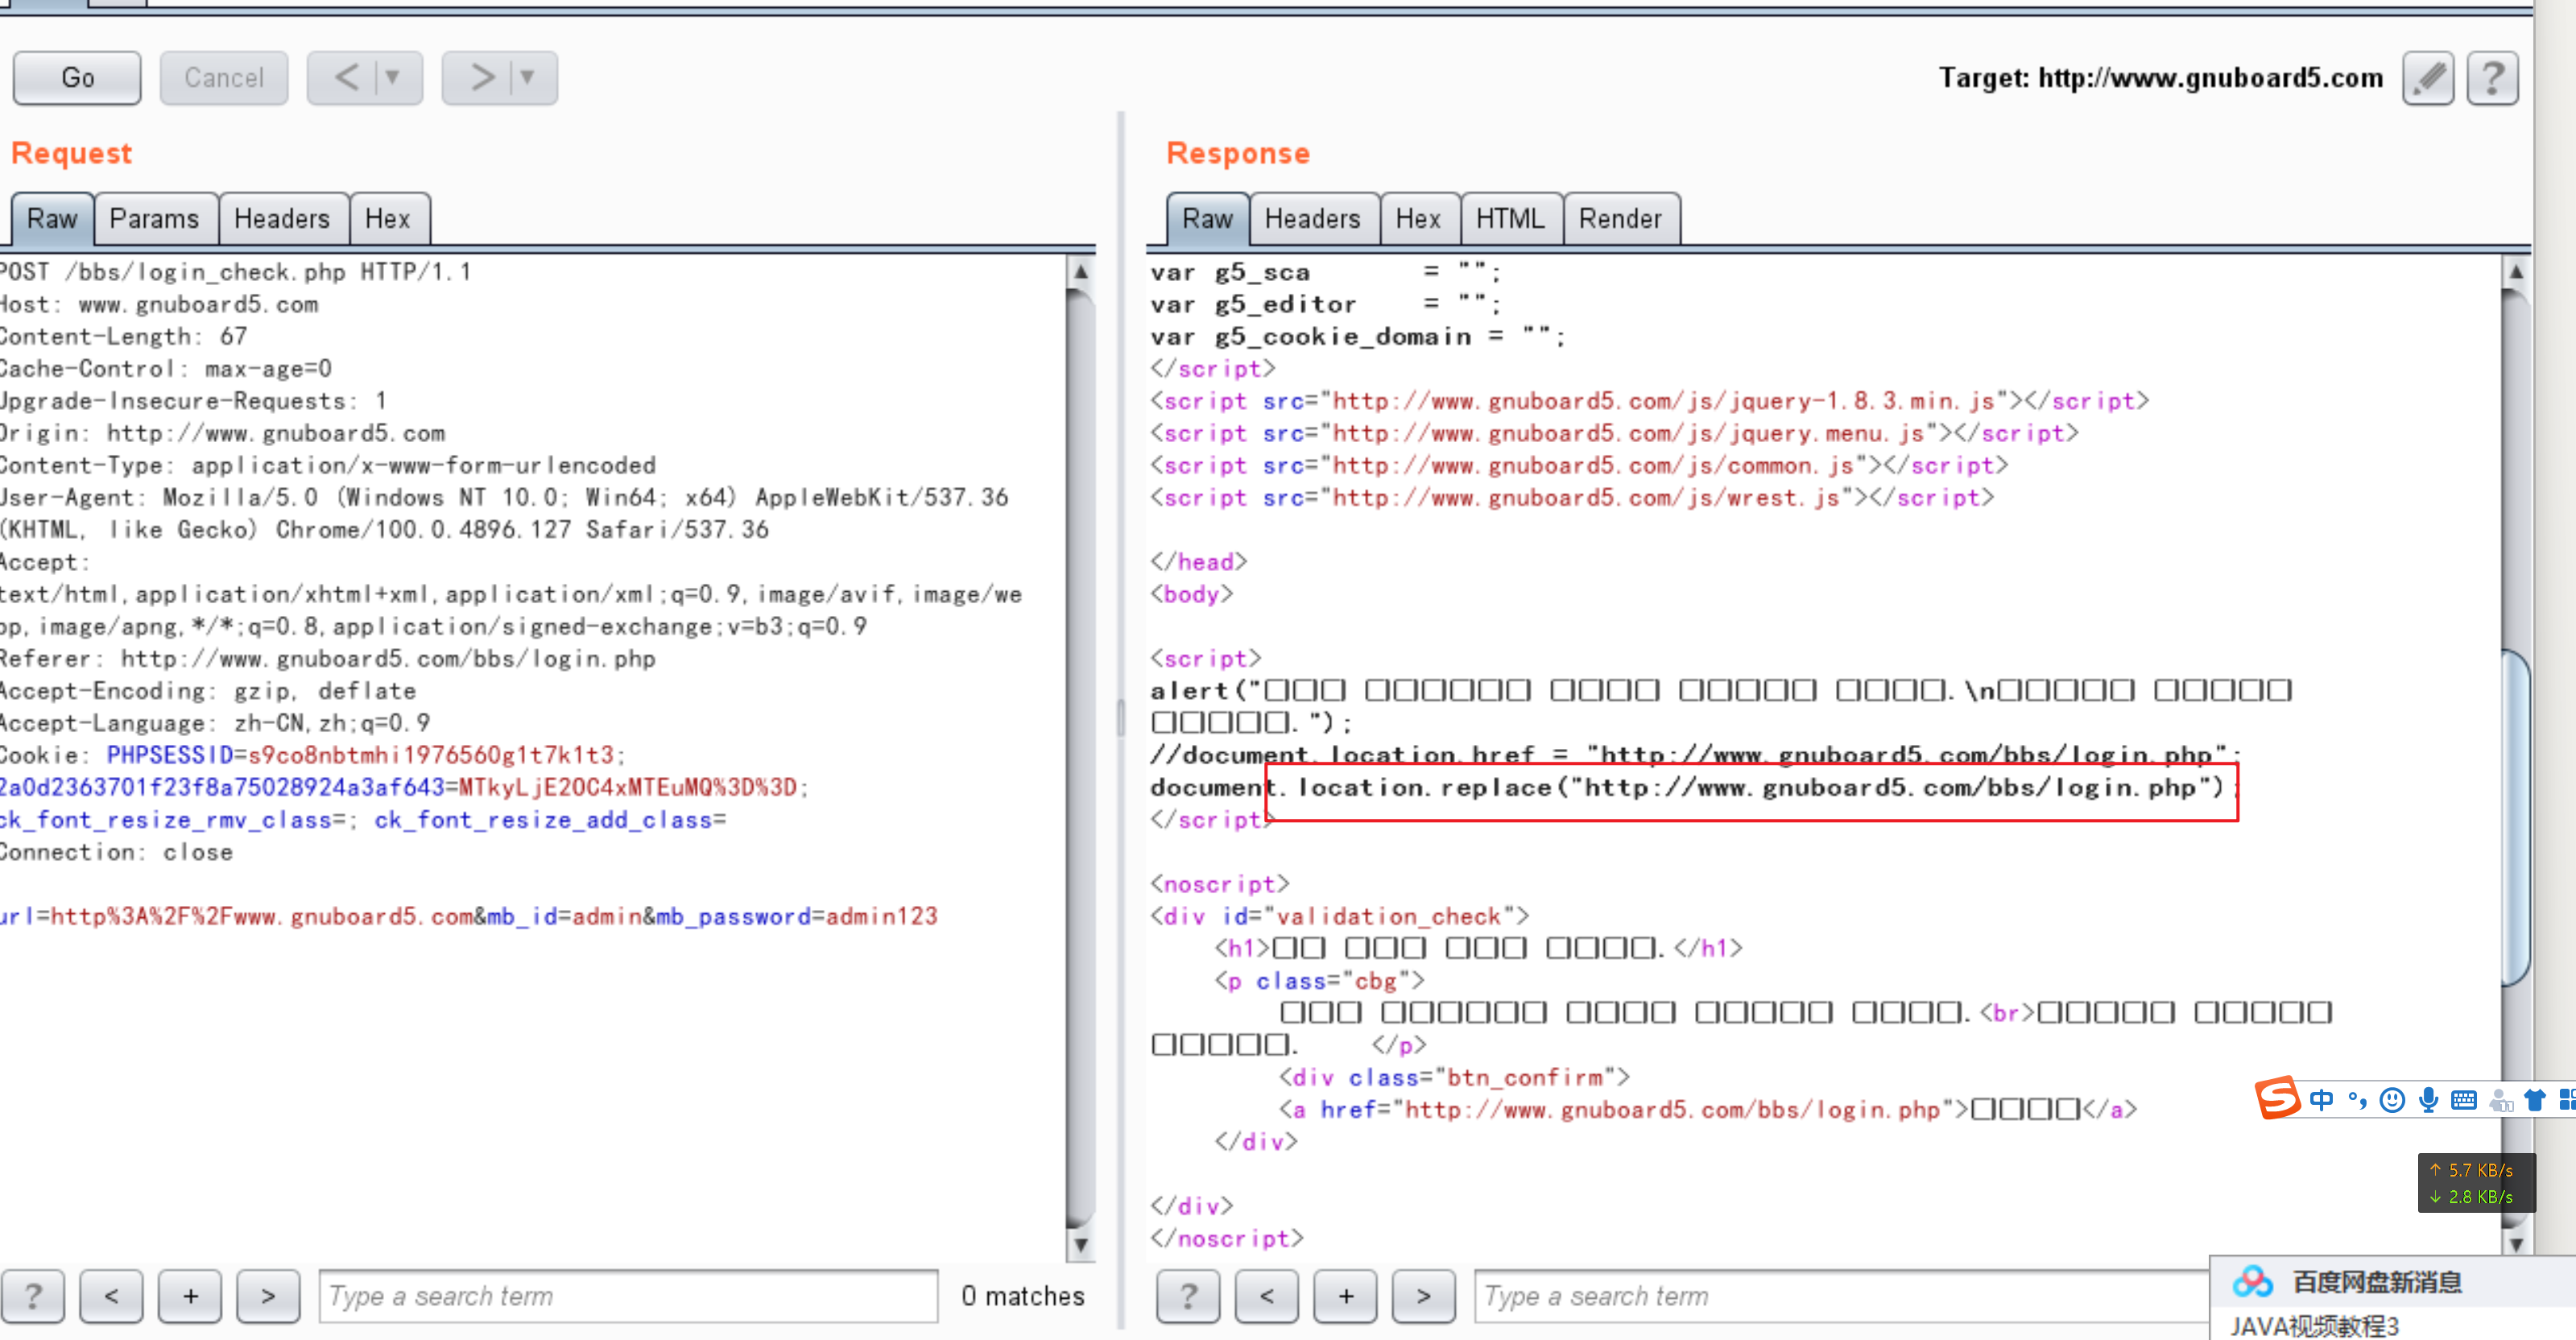 Go
Cancel
Target: http://www.gnuboard5.com
Request
Raw
Params
Headers
Hex
POST /bbs/login_check.php HTTP/1.1
Host: www.gnuboard5.com
Content-Length: 67
Cache-Control: max-age=0
Upgrade-Insecure-Requests: 1
Origin: http://www.gnuboard5.com
Content-Type: application/x-www-form-urlencoded
User-Agent: Mozilla/5.0 (Windows NT 10.0; Win64; x64) AppleWebKit/537.36
(KHTML, like Gecko) Chrome/100.0.4896.127 Safari/537.36
Accept:
text/html,application/xhtml+xml,application/xml;q=0.9,image/avif,image/we
bp,image/apng,*/*;q=0.8,application/signed-exchange;v=b3;q=0.9
Referer: http://www.gnuboard5.com/bbs/login.php
Accept-Encoding: gzip, deflate
Accept-Language: zh-CN,zh;q=0.9
Cookie: PHPSESSID=s9co8nbtmhi1976560g1t7k1t3;
2a0d2363701f23f8a75028924a3af643=MTkyLjE2OC4xMTEuMQ%3D%3D;
ck_font_resize_rmv_class=; ck_font_resize_add_class=
Connection: close
url=http%3A%2F%2Fwww.gnuboard5.com&mb_id=admin&mb_password=admin123
?
<
+
>
Type a search term
0 matches
Response
Raw
Headers
Hex
HTML
Render
var g5_sca       = "";
var g5_editor    = "";
var g5_cookie_domain = "";
</script>
<script src="http://www.gnuboard5.com/js/jquery-1.8.3.min.js"></script>
<script src="http://www.gnuboard5.com/js/jquery.menu.js"></script>
<script src="http://www.gnuboard5.com/js/common.js"></script>
<script src="http://www.gnuboard5.com/js/wrest.js"></script>
</head>
<body>
<script>
alert("□□□ □□□□□□ □□□□ □□□□□ □□□□.\n□□□□□ □□□□□
□□□□□.");
//document.location.href = "http://www.gnuboard5.com/bbs/login.php";
document.location.replace("http://www.gnuboard5.com/bbs/login.php");
</script>
<noscript>
<div id="validation_check">
<h1>□□ □□□ □□□ □□□□.</h1>
<p class="cbg">
□□□ □□□□□□ □□□□ □□□□□ □□□□.<br>□□□□□ □□□□□
□□□□□.    </p>
<div class="btn_confirm">
<a href="http://www.gnuboard5.com/bbs/login.php">□□□□</a>
</div>
</div>
</noscript>
?
<
+
>
Type a search term
中
↑ 5.7 KB/s
↓ 2.8 KB/s
百度网盘新消息
JAVA视频教程3